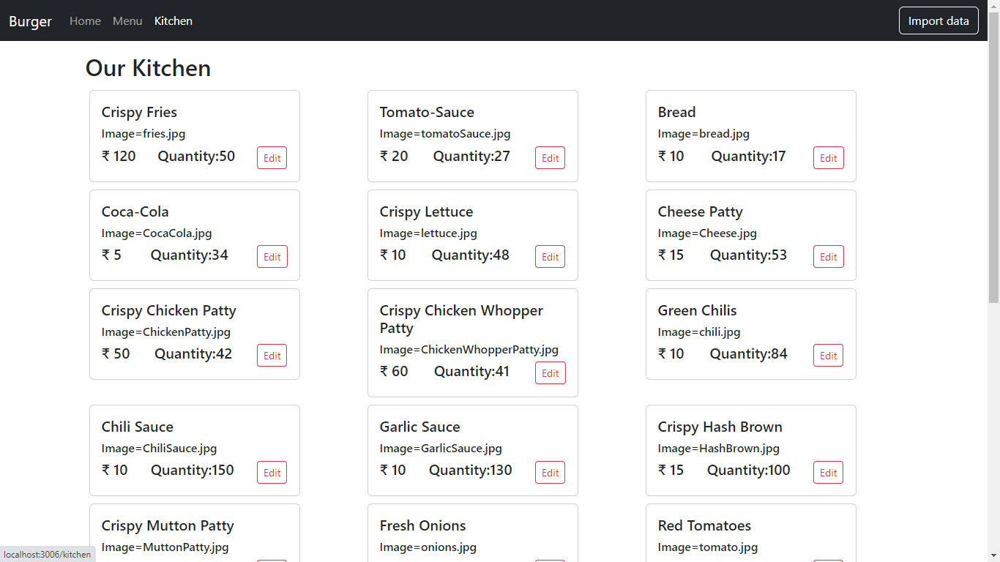 Burger Home Menu Kitchen Import data
Our Kitchen
Crispy Fries
Image=fries.jpg
₹ 120 Quantity:50 Edit
Tomato-Sauce
Image=tomatoSauce.jpg
₹ 20 Quantity:27 Edit
Bread
Image=bread.jpg
₹ 10 Quantity:17 Edit
Coca-Cola
Image=CocaCola.jpg
₹ 5 Quantity:34 Edit
Crispy Lettuce
Image=lettuce.jpg
₹ 10 Quantity:48 Edit
Cheese Patty
Image=Cheese.jpg
₹ 15 Quantity:53 Edit
Crispy Chicken Patty
Image=ChickenPatty.jpg
₹ 50 Quantity:42 Edit
Crispy Chicken Whopper
Patty
Image=ChickenWhopperPatty.jpg
₹ 60 Quantity:41 Edit
Green Chilis
Image=chili.jpg
₹ 10 Quantity:84 Edit
Chili Sauce
Image=ChiliSauce.jpg
₹ 10 Quantity:150 Edit
Garlic Sauce
Image=GarlicSauce.jpg
₹ 10 Quantity:130 Edit
Crispy Hash Brown
Image=HashBrown.jpg
₹ 15 Quantity:100 Edit
Crispy Mutton Patty
Image=MuttonPatty.jpg
Fresh Onions
Image=onions.jpg
Red Tomatoes
Image=tomato.jpg
localhost:3006/kitchen